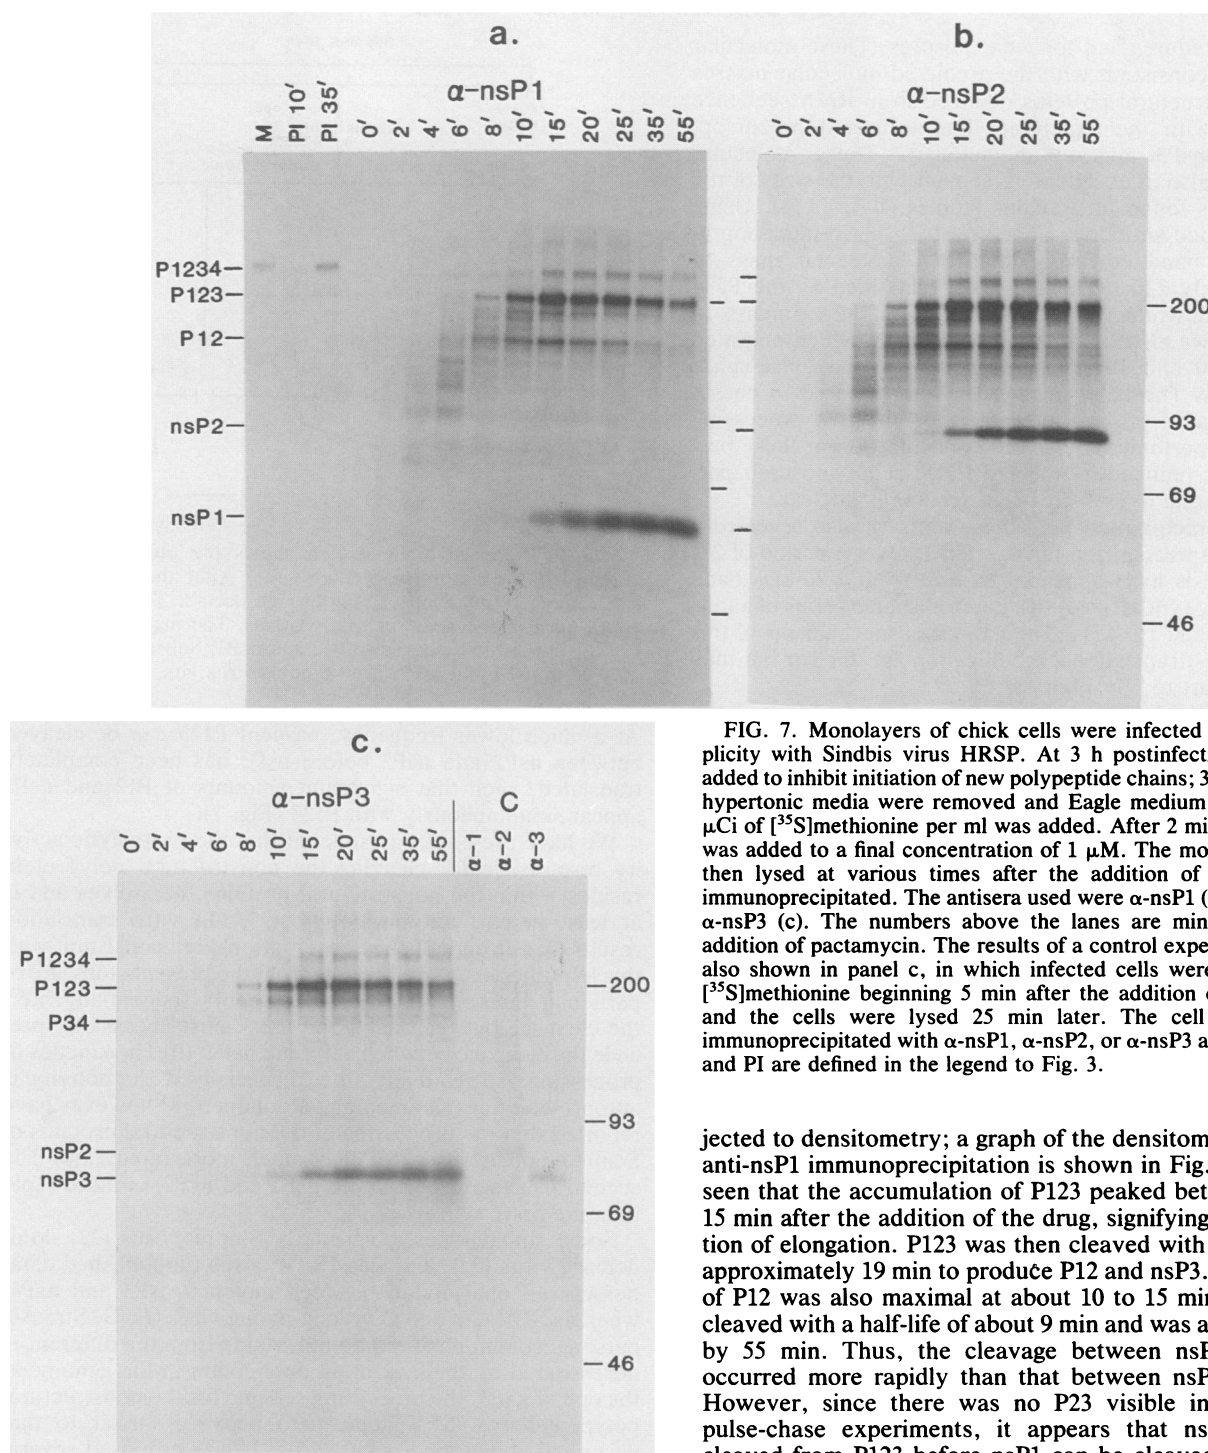 a.
α-nsP1
M PI 10′ PI 35′ 0′ 2′ 4′ 6′ 8′ 10′ 15′ 20′ 25′ 35′ 55′
P1234
P123
P12
nsP2
nsP1
b.
α-nsP2
0′ 2′ 4′ 6′ 8′ 10′ 15′ 20′ 25′ 35′ 55′
200
93
69
46
c.
α-nsP3
C
0′ 2′ 4′ 6′ 8′ 10′ 15′ 20′ 25′ 35′ 55′ α-1 α-2 α-3
P1234
P123
P34
nsP2
nsP3
200
93
69
46
FIG. 7. Monolayers of chick cells were infected
plicity with Sindbis virus HRSP. At 3 h postinfect
added to inhibit initiation of new polypeptide chains; 3
hypertonic media were removed and Eagle medium
μCi of [³⁵S]methionine per ml was added. After 2 mi
was added to a final concentration of 1 μM. The mo
then lysed at various times after the addition of
immunoprecipitated. The antisera used were α-nsP1 (
α-nsP3 (c). The numbers above the lanes are min
addition of pactamycin. The results of a control expe
also shown in panel c, in which infected cells were
[³⁵S]methionine beginning 5 min after the addition
and the cells were lysed 25 min later. The cell
immunoprecipitated with α-nsP1, α-nsP2, or α-nsP3 a
and PI are defined in the legend to Fig. 3.
jected to densitometry; a graph of the densitom
anti-nsP1 immunoprecipitation is shown in Fig.
seen that the accumulation of P123 peaked bet
15 min after the addition of the drug, signifying
tion of elongation. P123 was then cleaved with
approximately 19 min to produce P12 and nsP3.
of P12 was also maximal at about 10 to 15 min
cleaved with a half-life of about 9 min and was a
by 55 min. Thus, the cleavage between nsP
occurred more rapidly than that between nsP
However, since there was no P23 visible in
pulse-chase experiments, it appears that ns
cleaved from P123 before nsP1 can be cleaved